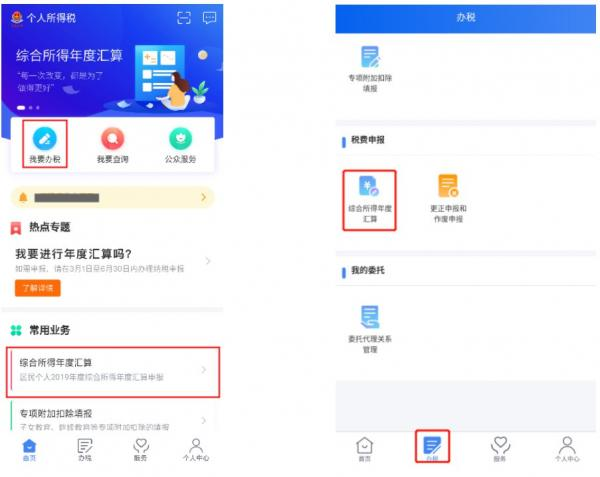 个人所得税
综合所得年度汇算
“每一次改变，都是为了
做得更好”
我要办税
我要查询
公众服务
热点专题
我要进行年度汇算吗?
如需申报，请在3月1日至6月30日内办理纳税申报
了解详情
常用业务
综合所得年度汇算
居民个人2019年度综合所得年度汇算申报
专项附加扣除填报
子女教育、继续教育等专项附加扣除的填报
首页
办税
服务
个人中心
办税
专项附加扣除
填报
税费申报
综合所得年度
汇算
更正申报和
作废申报
我的委托
委托代理关系
管理
首页
办税
服务
个人中心